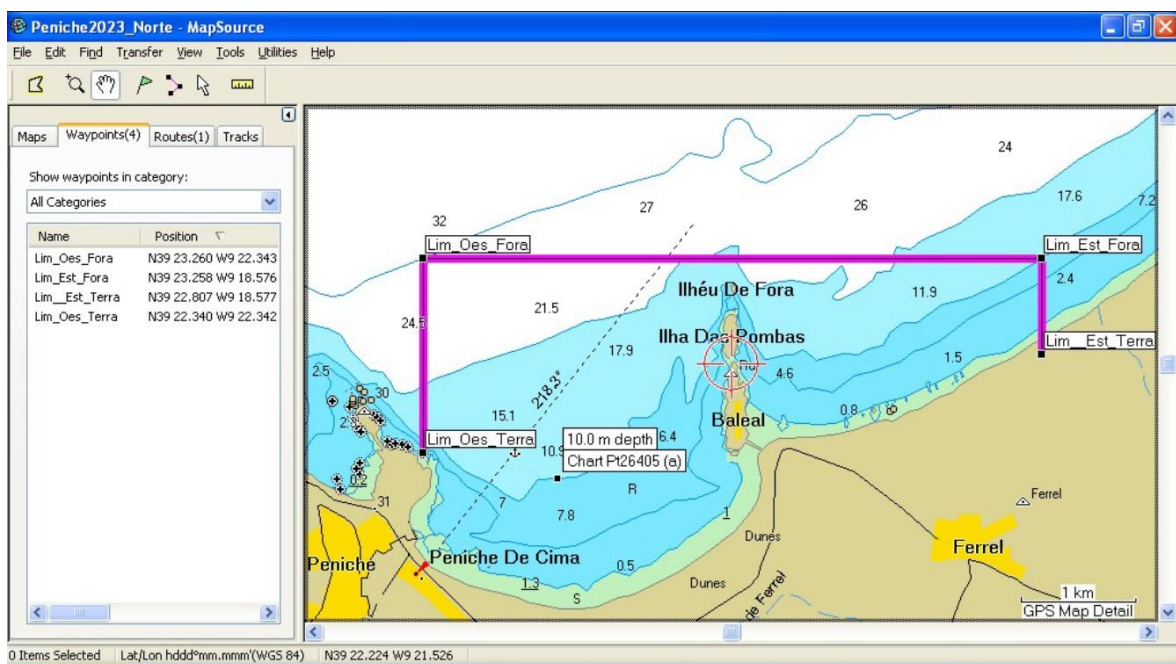 Peniche2023_Norte - MapSource
File Edit Find Transfer View Tools Utilities Help
Maps Waypoints(4) Routes(1) Tracks
Show waypoints in category:
All Categories
Name Position
Lim_Oes_Fora N39 23.260 W9 22.343
Lim_Est_Fora N39 23.258 W9 18.576
Lim__Est_Terra N39 22.807 W9 18.577
Lim_Oes_Terra N39 22.340 W9 22.342
24
17.6
7.2
27
26
32
Lim_Oes_Fora
Lim_Est_Fora
2.4
Ilhéu De Fora
11.9
21.5
24.5
Ilha Das Pombas
Lim__Est_Terra
17.9
1.5
4.6
2.5
218.3°
30
0.8
15.1
Baleal
Lim_Oes_Terra
10.0 m depth
6.4
Chart Pt26405 (a)
0.2
R
31
7
7.8
1
Ferrel
Dunes
Ferrel
Peniche
Peniche De Cima
0.5
1.3
S
Dunes
de Ferrel
1 km
GPS Map Detail
0 Items Selected Lat/Lon hddd°mm.mmm'(WGS 84) N39 22.224 W9 21.526